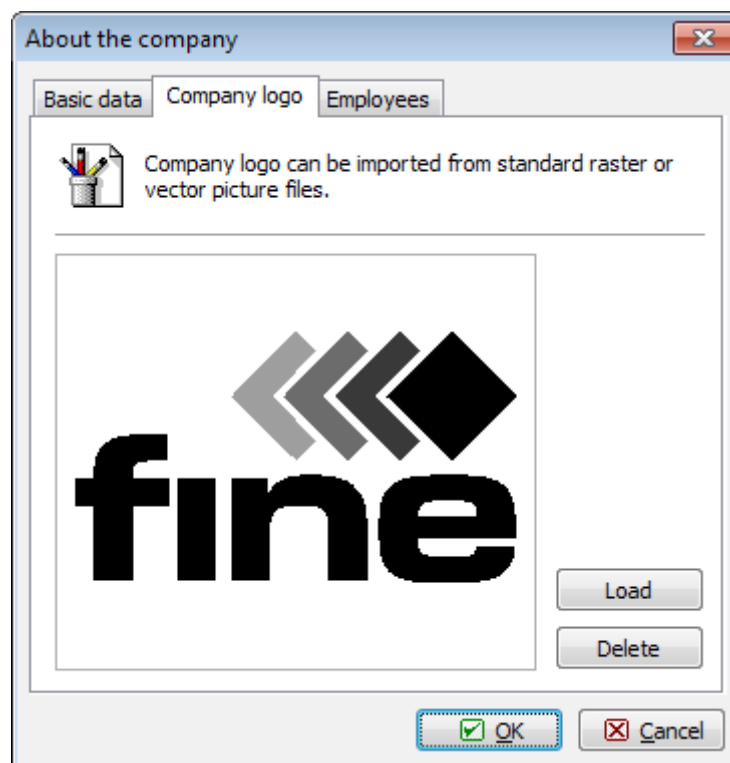 About the company
Basic data
Company logo
Employees
Company logo can be imported from standard raster or
vector picture files.
fine
Load
Delete
OK
Cancel